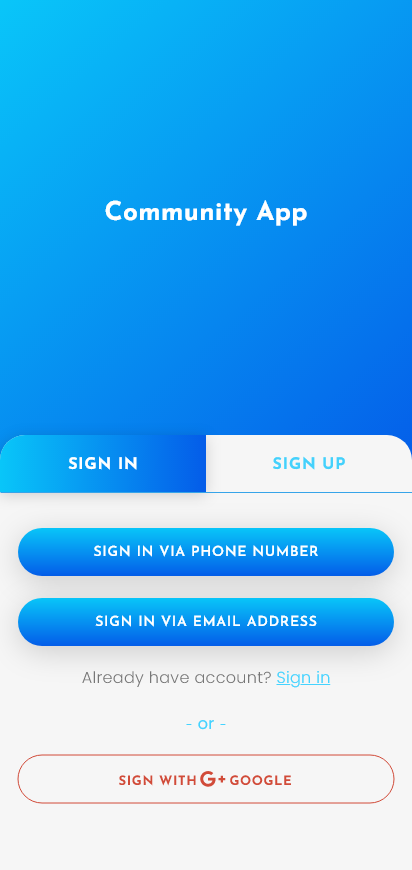 Community App
SIGN IN
SIGN UP
SIGN IN VIA PHONE NUMBER
SIGN IN VIA EMAIL ADDRESS
Already have account? Sign in
- or -
SIGN WITH G+ GOOGLE